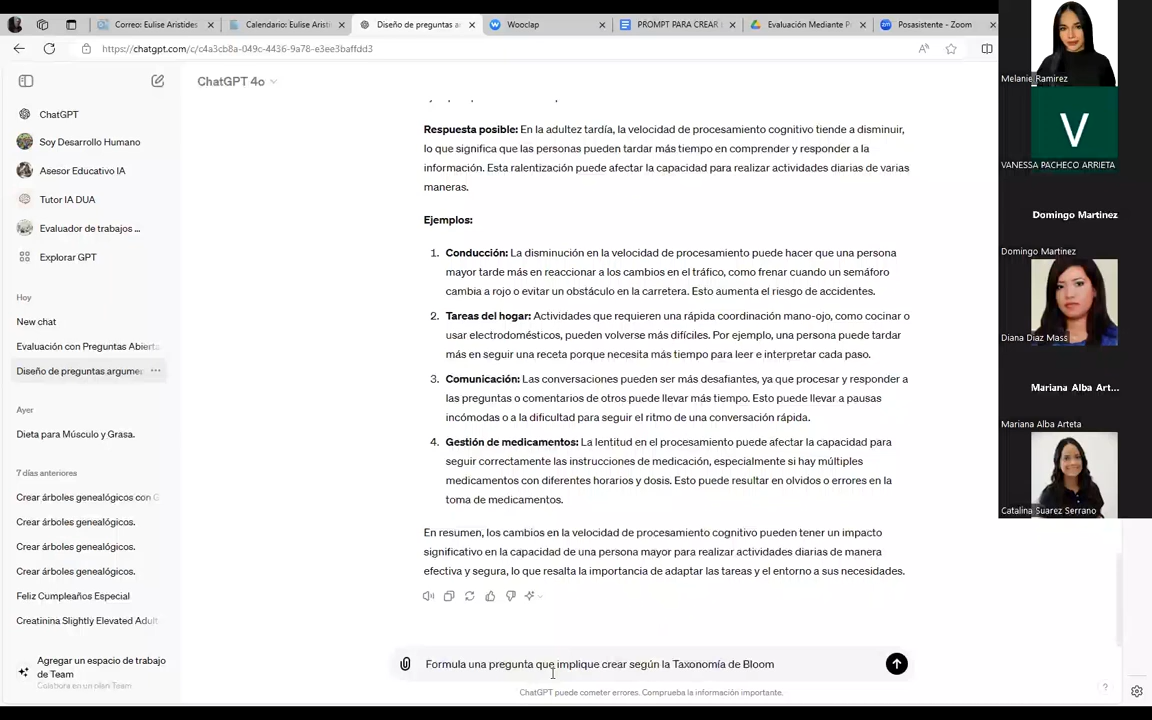 Correo: Eulise Aristides
Calendario: Eulise Aristi
Diseño de preguntas a
Wooclap
PROMPT PARA CREAR
Evaluación Mediante P
Posasistente - Zoom
https://chatgpt.com/c/c4a3cb8a-049c-4436-9a78-e3ee3baffdd3
ChatGPT 4o
ChatGPT
Soy Desarrollo Humano
Asesor Educativo IA
Tutor IA DUA
Evaluador de trabajos ...
Explorar GPT
Hoy
New chat
Evaluación con Preguntas Abierta
Diseño de preguntas argume
Ayer
Dieta para Músculo y Grasa.
7 días anteriores
Crear árboles genealógicos con G
Crear árboles genealógicos.
Crear árboles genealógicos.
Crear árboles genealógicos.
Feliz Cumpleaños Especial
Creatinina Slightly Elevated Adult
Agregar un espacio de trabajo
de Team
Colabora en un plan Team
Respuesta posible: En la adultez tardía, la velocidad de procesamiento cognitivo tiende a disminuir,
lo que significa que las personas pueden tardar más tiempo en comprender y responder a la
información. Esta ralentización puede afectar la capacidad para realizar actividades diarias de varias
maneras.
Ejemplos:
1. Conducción: La disminución en la velocidad de procesamiento puede hacer que una persona
mayor tarde más en reaccionar a los cambios en el tráfico, como frenar cuando un semáforo
cambia a rojo o evitar un obstáculo en la carretera. Esto aumenta el riesgo de accidentes.
2. Tareas del hogar: Actividades que requieren una rápida coordinación mano-ojo, como cocinar o
usar electrodomésticos, pueden volverse más difíciles. Por ejemplo, una persona puede tardar
más en seguir una receta porque necesita más tiempo para leer e interpretar cada paso.
3. Comunicación: Las conversaciones pueden ser más desafiantes, ya que procesar y responder a
las preguntas o comentarios de otros puede llevar más tiempo. Esto puede llevar a pausas
incómodas o a la dificultad para seguir el ritmo de una conversación rápida.
4. Gestión de medicamentos: La lentitud en el procesamiento puede afectar la capacidad para
seguir correctamente las instrucciones de medicación, especialmente si hay múltiples
medicamentos con diferentes horarios y dosis. Esto puede resultar en olvidos o errores en la
toma de medicamentos.
En resumen, los cambios en la velocidad de procesamiento cognitivo pueden tener un impacto
significativo en la capacidad de una persona mayor para realizar actividades diarias de manera
efectiva y segura, lo que resalta la importancia de adaptar las tareas y el entorno a sus necesidades.
Formula una pregunta que implique crear según la Taxonomía de Bloom
ChatGPT puede cometer errores. Comprueba la información importante.
?
Melanie Ramirez
V
VANESSA PACHECO ARRIETA
Domingo Martinez
Domingo Martinez
Diana Diaz Mass
Mariana Alba Art...
Mariana Alba Arteta
Catalina Suarez Serrano